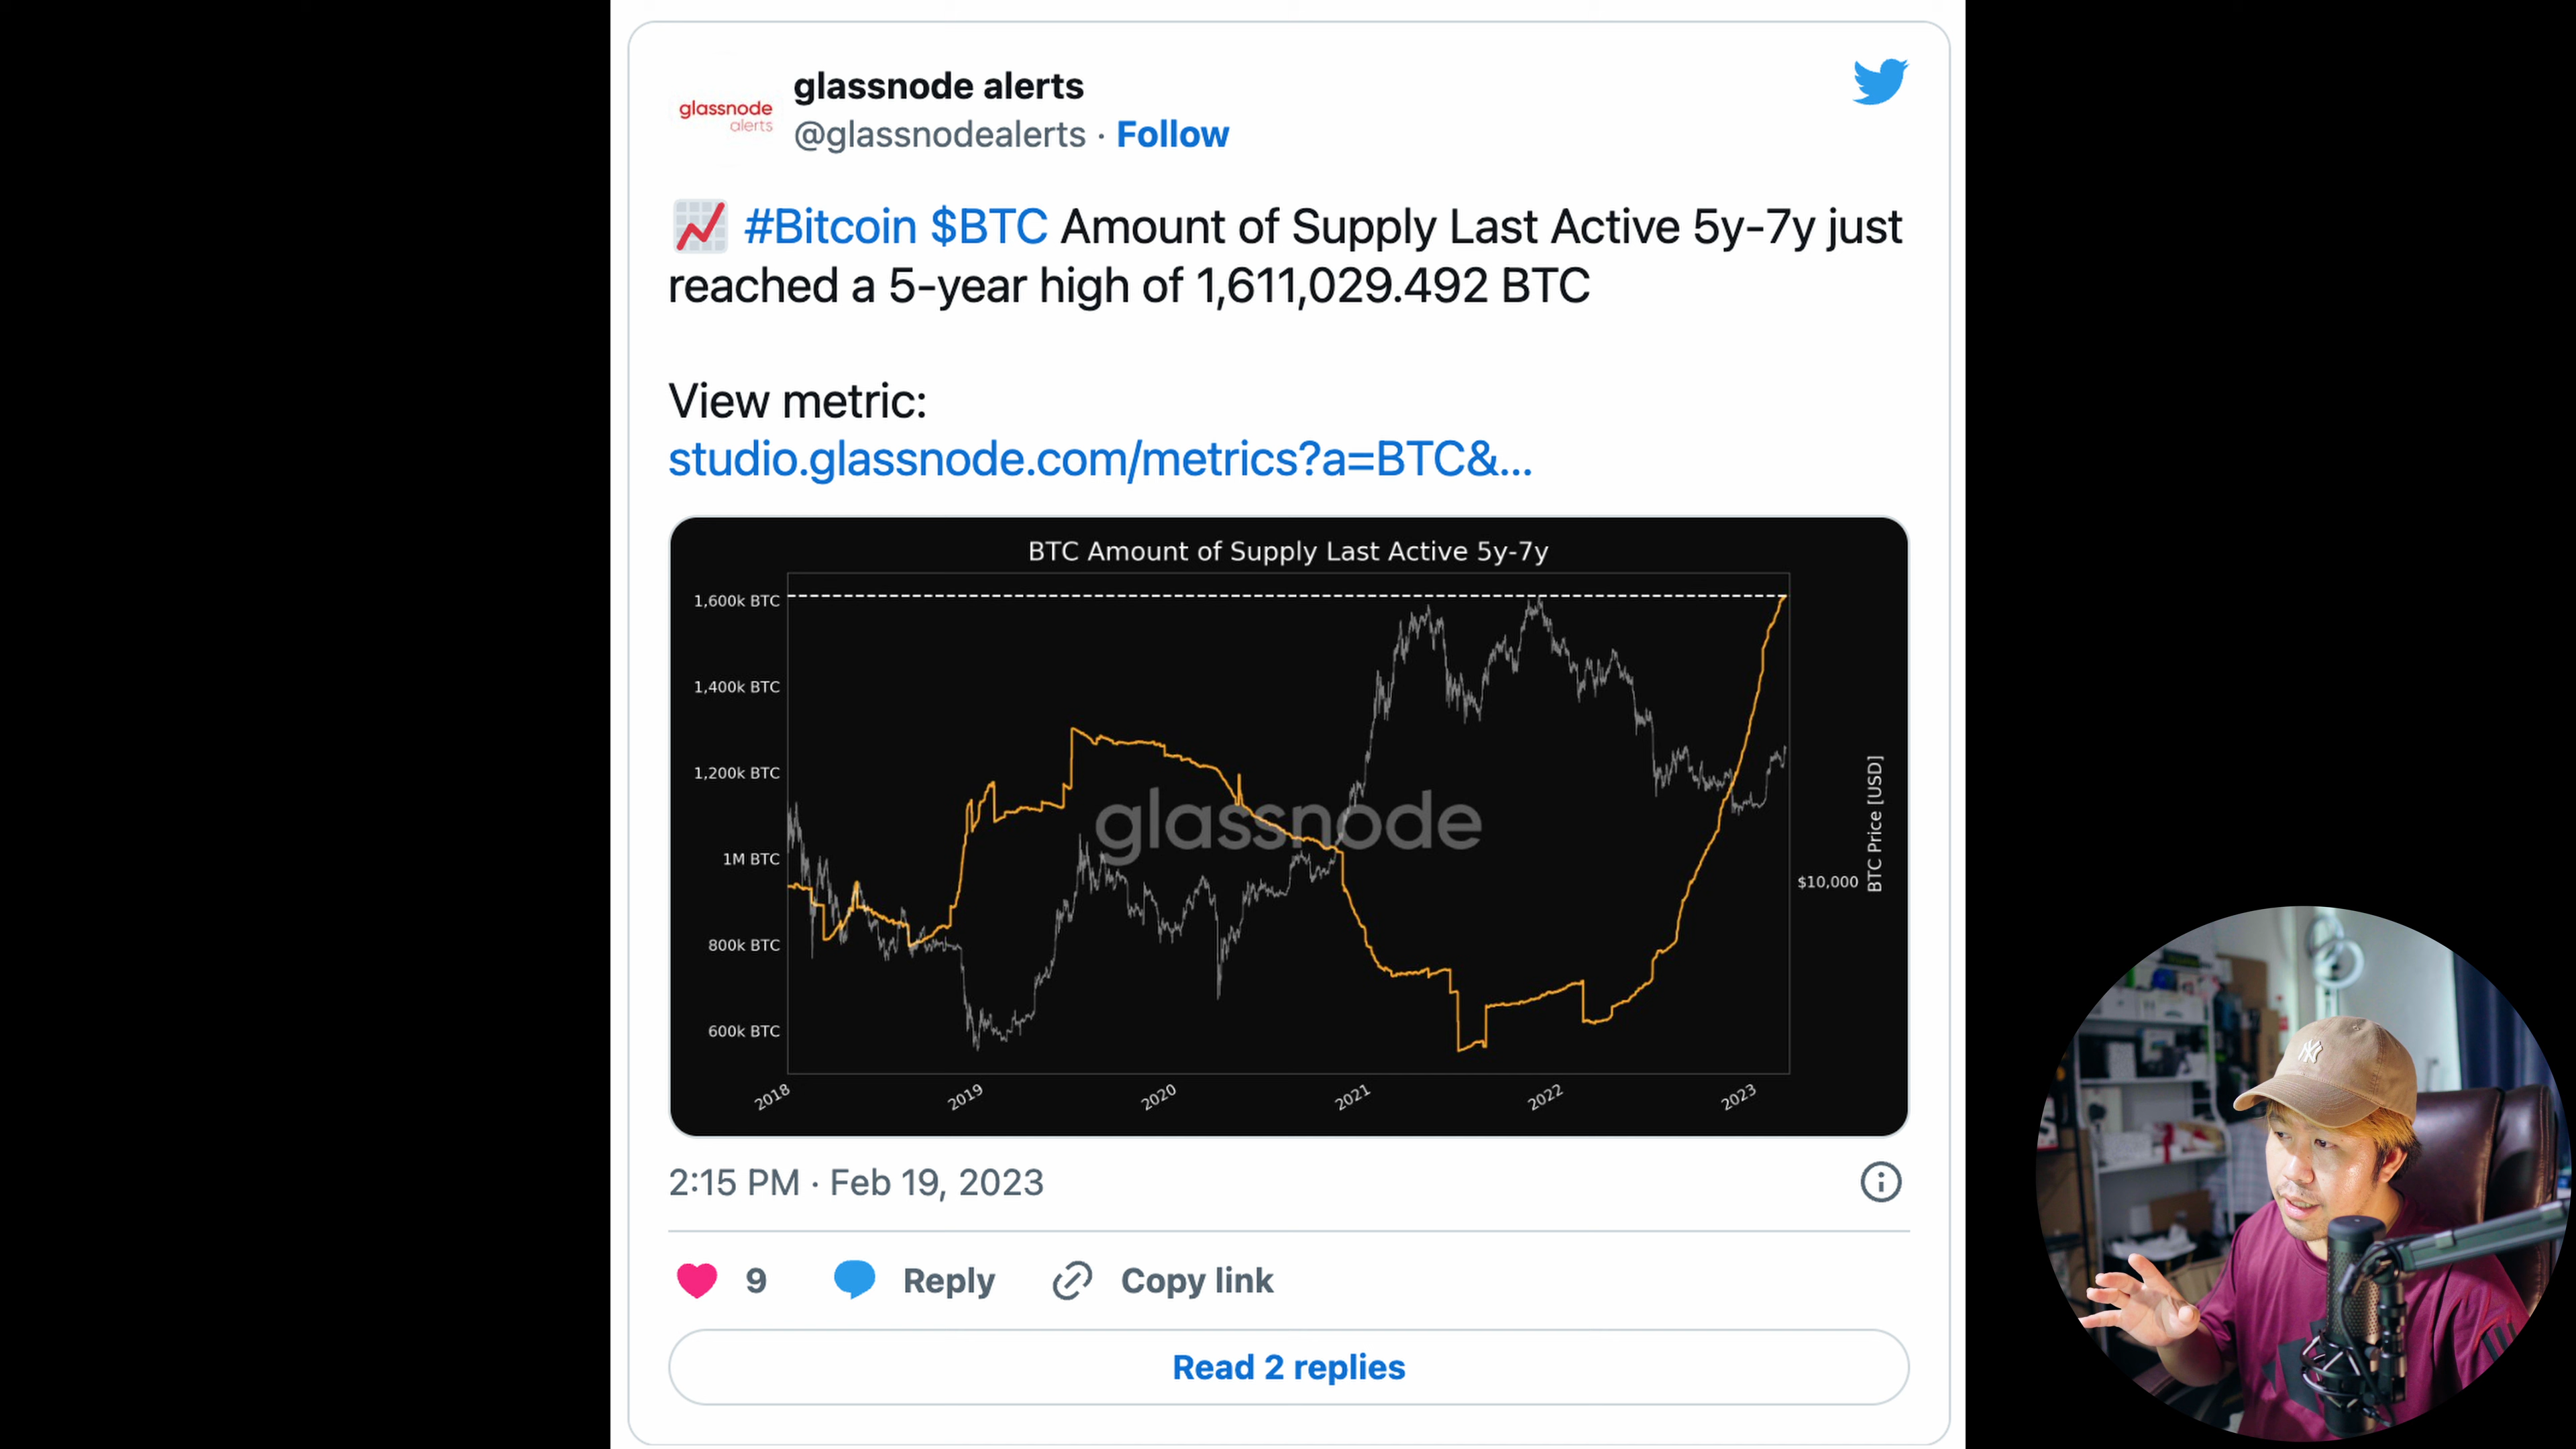 glassnode
alerts
glassnode alerts
@glassnodealerts · Follow
📈 #Bitcoin $BTC Amount of Supply Last Active 5y-7y just
reached a 5-year high of 1,611,029.492 BTC
View metric:
studio.glassnode.com/metrics?a=BTC&...
BTC Amount of Supply Last Active 5y-7y
1,600k BTC
1,400k BTC
1,200k BTC
1M BTC
800k BTC
600k BTC
glassnode
$10,000
BTC Price [USD]
2018
2019
2020
2021
2022
2023
2:15 PM · Feb 19, 2023
9
Reply
Copy link
Read 2 replies
NY